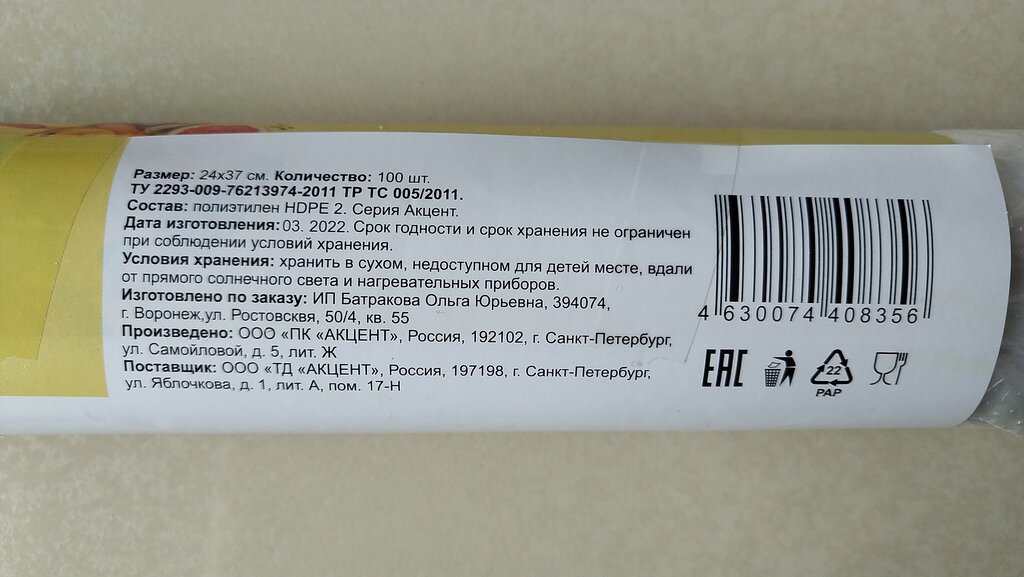 Размер: 24х37 см. Количество: 100 шт.
ТУ 2293-009-76213974-2011 ТР ТС 005/2011.
Состав: полиэтилен HDPE 2. Серия Акцент.
Дата изготовления: 03. 2022. Срок годности и срок хранения не ограничен
при соблюдении условий хранения.
Условия хранения: хранить в сухом, недоступном для детей месте, вдали
от прямого солнечного света и нагревательных приборов.
Изготовлено по заказу: ИП Батракова Ольга Юрьевна, 394074,
г. Воронеж,ул. Ростовсквя, 50/4, кв. 55
Произведено: ООО «ПК «АКЦЕНТ», Россия, 192102, г. Санкт-Петербург,
ул. Самойловой, д. 5, лит. Ж
Поставщик: ООО «ТД «АКЦЕНТ», Россия, 197198, г. Санкт-Петербург,
ул. Яблочкова, д. 1, лит. А, пом. 17-Н
4 630074 408356
EAC
22
PAP